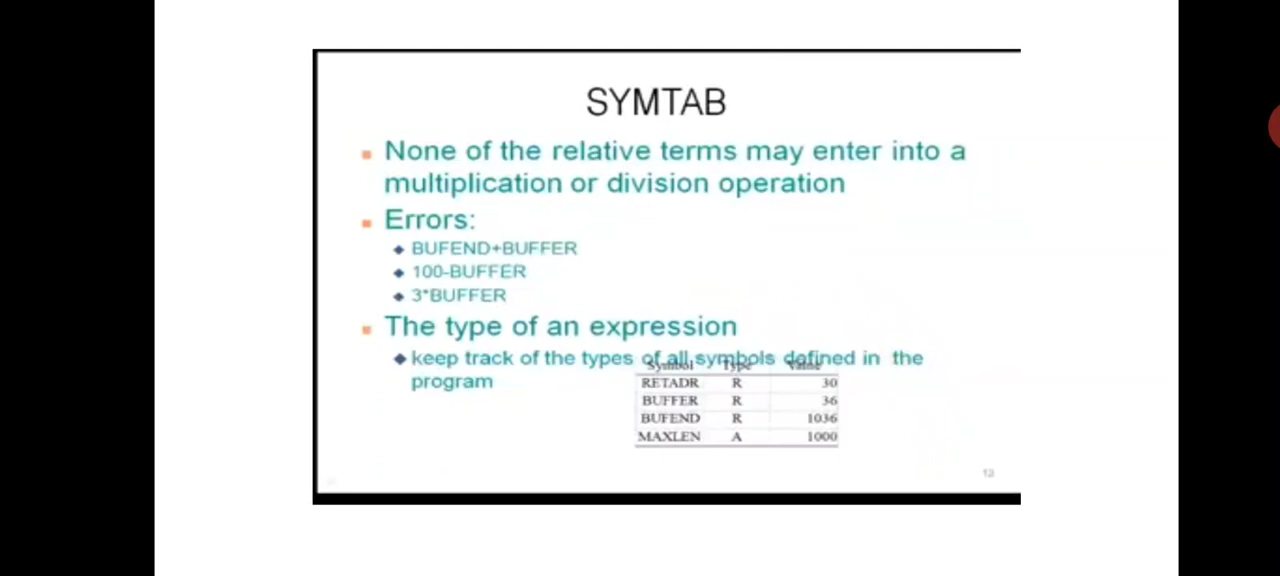 SYMTAB
None of the relative terms may enter into a
multiplication or division operation
Errors:
BUFEND+BUFFER
100-BUFFER
3*BUFFER
The type of an expression
keep track of the types of all symbols defined in the
program
Symbol Type Value
RETADR R 30
BUFFER R 36
BUFEND R 1036
MAXLEN A 1000